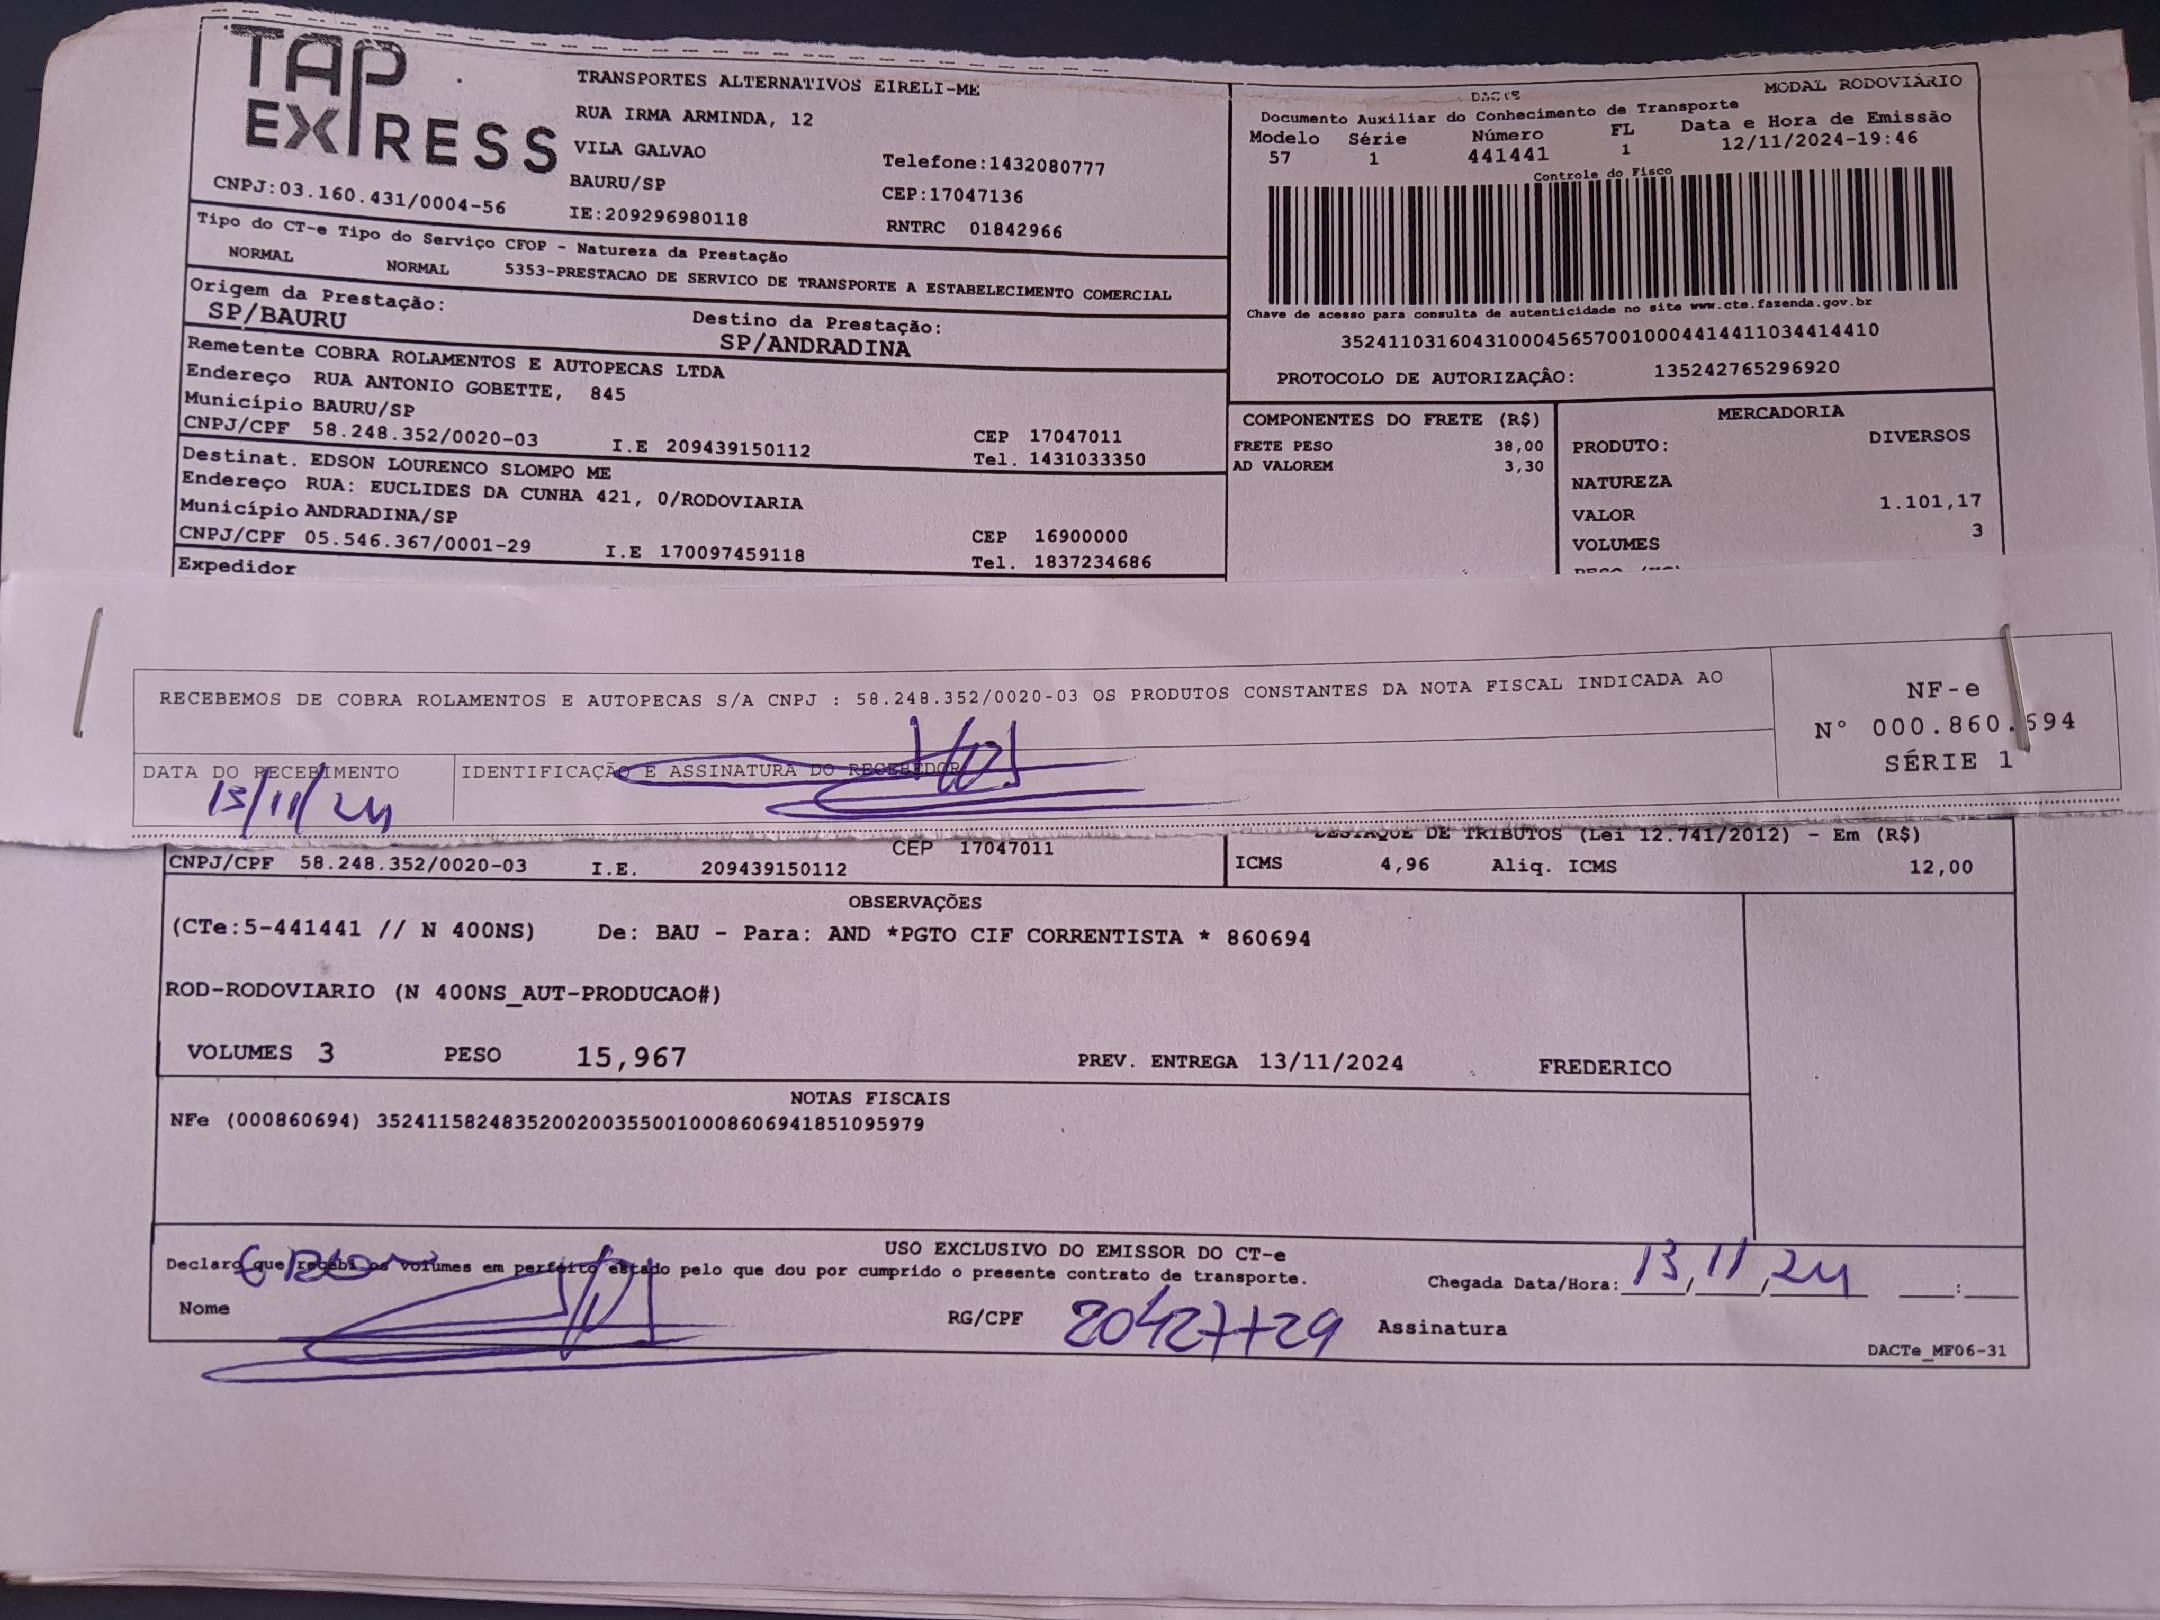 TAP
EXPRESS
TRANSPORTES ALTERNATIVOS EIRELI-ME
RUA IRMA ARMINDA, 12
VILA GALVAO
Telefone:1432080777
BAURU/SP
CEP:17047136
CNPJ:03.160.431/0004-56
IE:209296980118
RNTRC 01842966
MODAL RODOVIÁRIO
Documento Auxiliar do Conhecimento de Transporte
Modelo Série Número FL Data e Hora de Emissão
57 1 441441 1 12/11/2024-19:46
Controle do Fisco
Chave de acesso para consulta de autenticidade no site www.cte.fazenda.gov.br
35241103160431000456570010004414411034414410
PROTOCOLO DE AUTORIZAÇÃO: 135242765296920
Tipo do CT-e Tipo do Serviço CFOP - Natureza da Prestação
NORMAL NORMAL 5353-PRESTACAO DE SERVICO DE TRANSPORTE A ESTABELECIMENTO COMERCIAL
Origem da Prestação:
SP/BAURU
Destino da Prestação:
SP/ANDRADINA
Remetente COBRA ROLAMENTOS E AUTOPECAS LTDA
Endereço RUA ANTONIO GOBETTE, 845
Município BAURU/SP
CEP 17047011
CNPJ/CPF 58.248.352/0020-03 I.E 209439150112 Tel. 1431033350
Destinat. EDSON LOURENCO SLOMPO ME
Endereço RUA: EUCLIDES DA CUNHA 421, 0/RODOVIARIA
Município ANDRADINA/SP
CEP 16900000
CNPJ/CPF 05.546.367/0001-29 I.E 170097459118 Tel. 1837234686
Expedidor
COMPONENTES DO FRETE (R$)
FRETE PESO 38,00
AD VALOREM 3,30
MERCADORIA
PRODUTO: DIVERSOS
NATUREZA
VALOR 1.101,17
VOLUMES 3
RECEBEMOS DE COBRA ROLAMENTOS E AUTOPECAS S/A CNPJ : 58.248.352/0020-03 OS PRODUTOS CONSTANTES DA NOTA FISCAL INDICADA AO
NF-e
N° 000.860.694
SÉRIE 1
DATA DO RECEBIMENTO
13/11/24
IDENTIFICAÇÃO E ASSINATURA DO RECEBEDOR
CEP 17047011
CNPJ/CPF 58.248.352/0020-03 I.E. 209439150112
DESTAQUE DE TRIBUTOS (Lei 12.741/2012) - Em (R$)
ICMS 4,96 Aliq. ICMS 12,00
OBSERVAÇÕES
(CTe:5-441441 // N 400NS) De: BAU - Para: AND *PGTO CIF CORRENTISTA * 860694
ROD-RODOVIARIO (N 400NS_AUT-PRODUCAO#)
VOLUMES 3 PESO 15,967 PREV. ENTREGA 13/11/2024 FREDERICO
NOTAS FISCAIS
NFe (000860694) 35241158248352002003550010008606941851095979
USO EXCLUSIVO DO EMISSOR DO CT-e
Declaro que recebi os volumes em perfeito estado pelo que dou por cumprido o presente contrato de transporte.
Chegada Data/Hora: 13/11/24
Nome
RG/CPF 20427729
Assinatura
DACTe_MF06-31